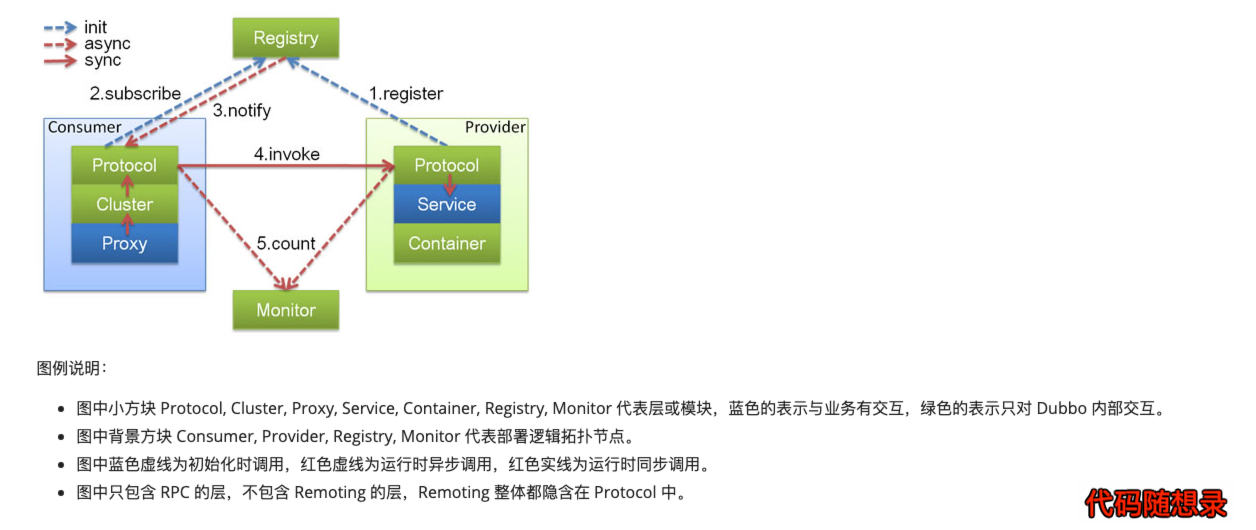 init
async
sync
Registry
2.subscribe
1.register
3.notify
Consumer
Provider
Protocol
4.invoke
Protocol
Cluster
Service
Proxy
5.count
Container
Monitor
图例说明：
图中小方块 Protocol, Cluster, Proxy, Service, Container, Registry, Monitor 代表层或模块，蓝色的表示与业务有交互，绿色的表示只对 Dubbo 内部交互。
图中背景方块 Consumer, Provider, Registry, Monitor 代表部署逻辑拓扑节点。
图中蓝色虚线为初始化时调用，红色虚线为运行时异步调用，红色实线为运行时同步调用。
图中只包含 RPC 的层，不包含 Remoting 的层，Remoting 整体都隐含在 Protocol 中。
代码随想录